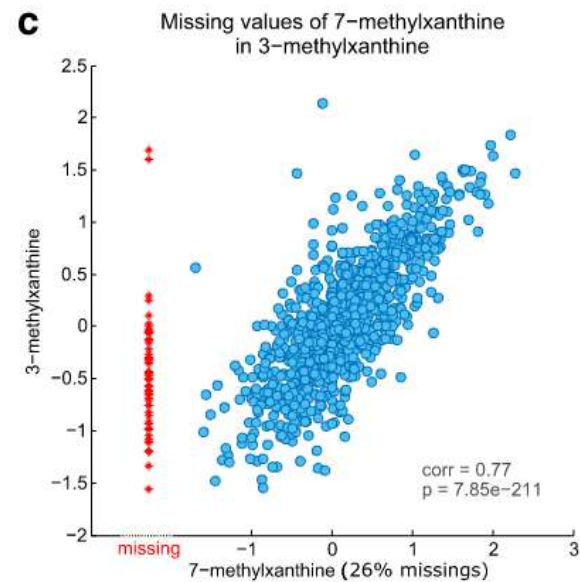 c
Missing values of 7−methylxanthine
in 3−methylxanthine
2.5
2
1.5
1
0.5
0
−0.5
−1
−1.5
−2
3−methylxanthine
corr = 0.77
p = 7.85e−211
missing
−1
0
1
2
3
7−methylxanthine (26% missings)